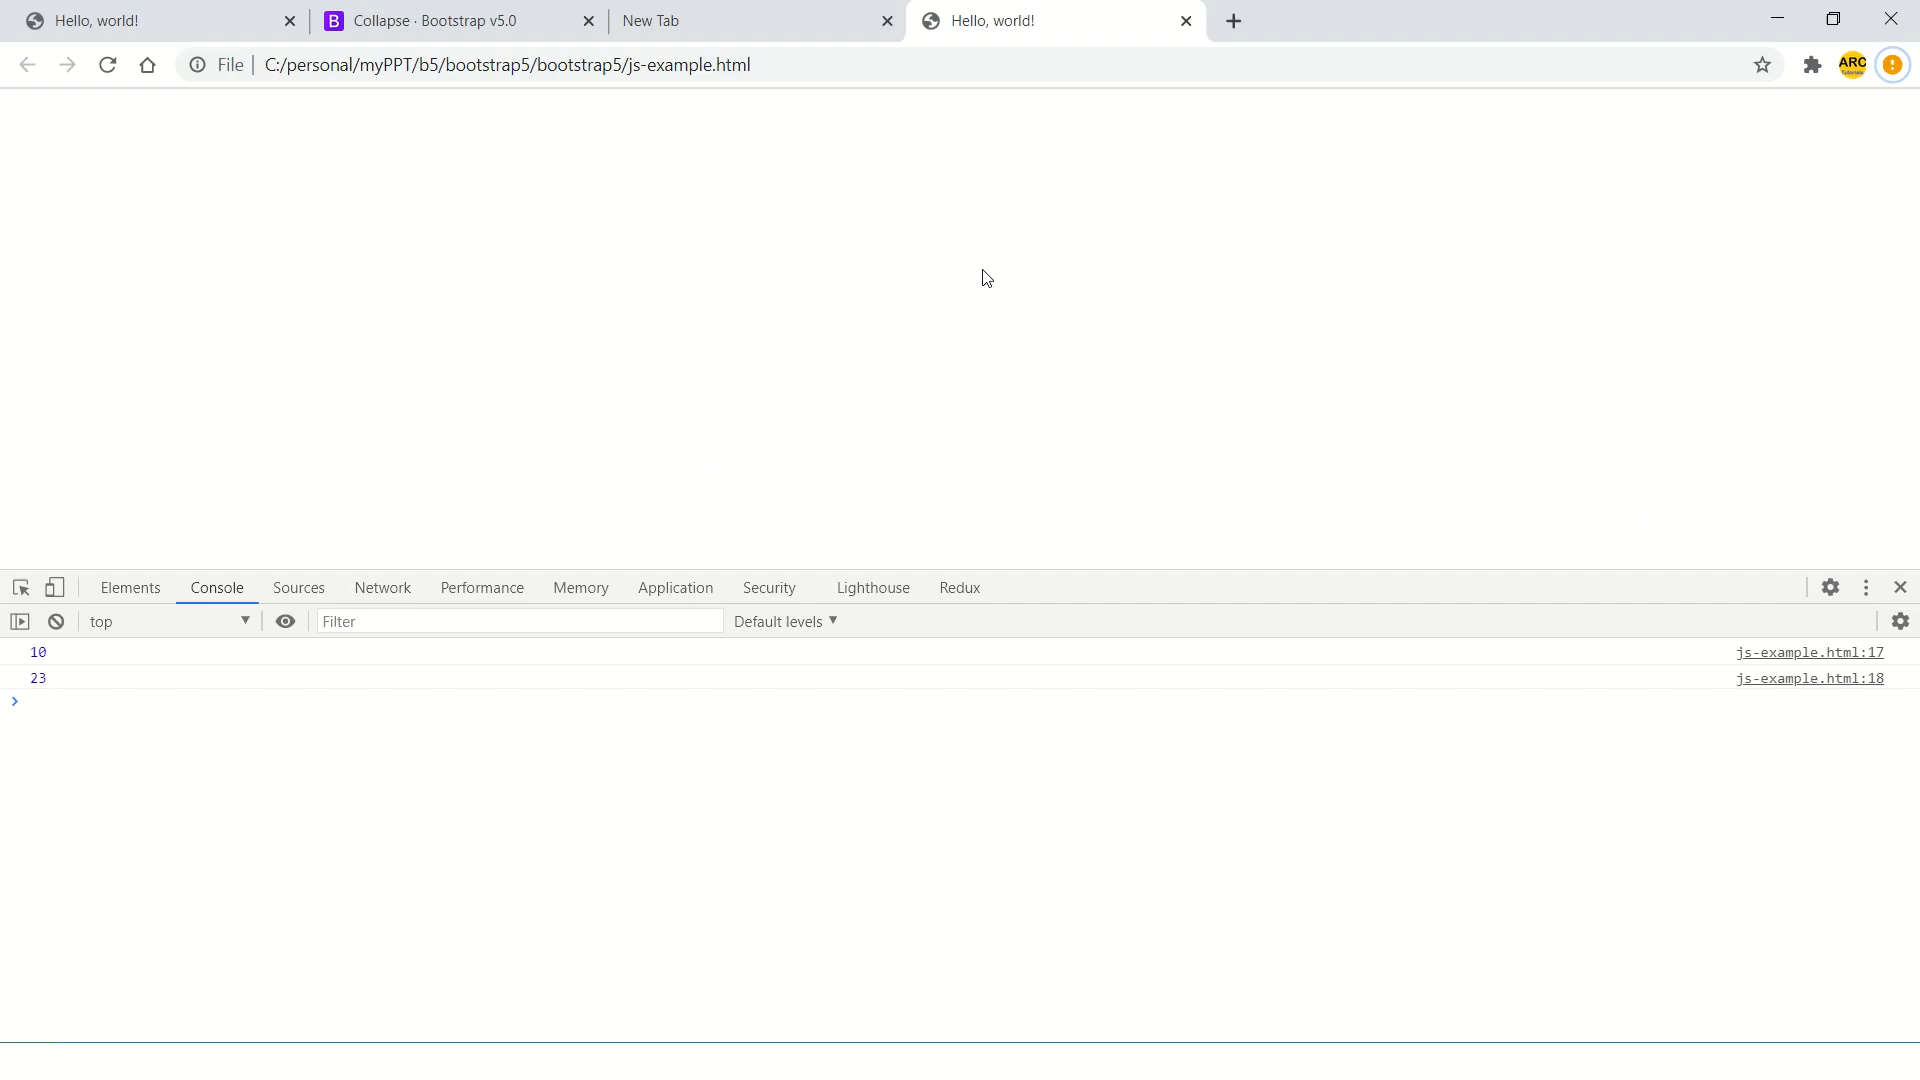 Hello, world!
B Collapse · Bootstrap v5.0
New Tab
Hello, world!
File C:/personal/myPPT/b5/bootstrap5/bootstrap5/js-example.html
ARC
Tutorials
Elements Console Sources Network Performance Memory Application Security Lighthouse Redux
top Filter Default levels
10 js-example.html:17
23 js-example.html:18